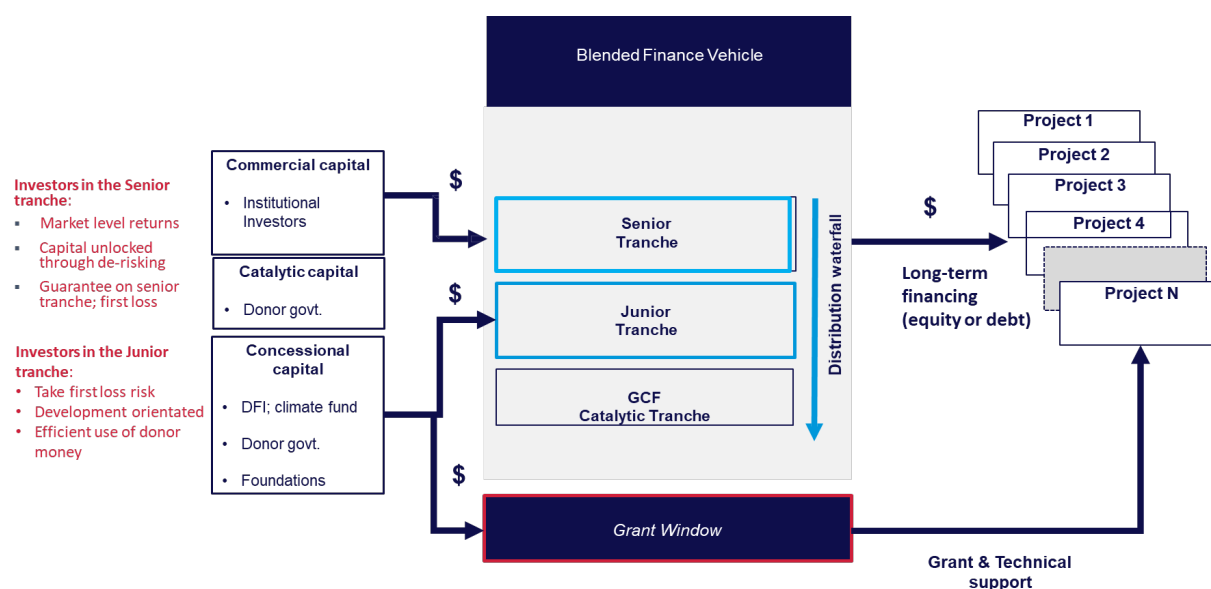 Blended Finance Vehicle
Investors in the Senior
tranche:
▪ Market level returns
▪ Capital unlocked
through de-risking
▪ Guarantee on senior
tranche; first loss
Investors in the Junior
tranche:
• Take first loss risk
• Development orientated
• Efficient use of donor
money
Commercial capital
• Institutional
Investors
Catalytic capital
• Donor govt.
Concessional
capital
• DFI; climate fund
• Donor govt.
• Foundations
$
$
$
Senior
Tranche
Junior
Tranche
GCF
Catalytic Tranche
Distribution waterfall
Grant Window
$
Long-term
financing
(equity or debt)
Project 1
Project 2
Project 3
Project 4
Project N
Grant & Technical
support